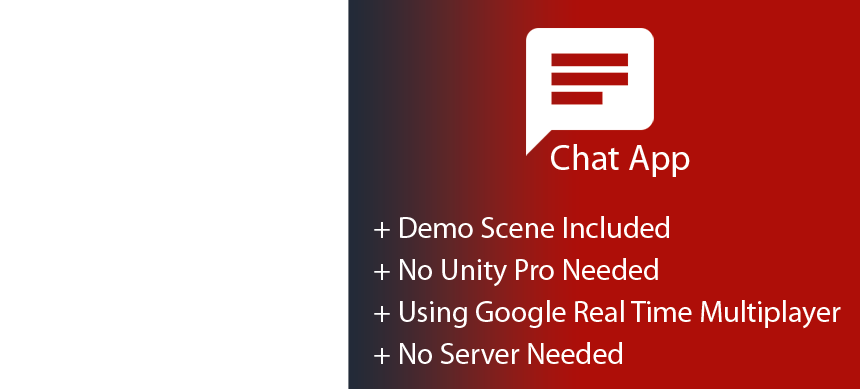 Chat App
+ Demo Scene Included
+ No Unity Pro Needed
+ Using Google Real Time Multiplayer
+ No Server Needed